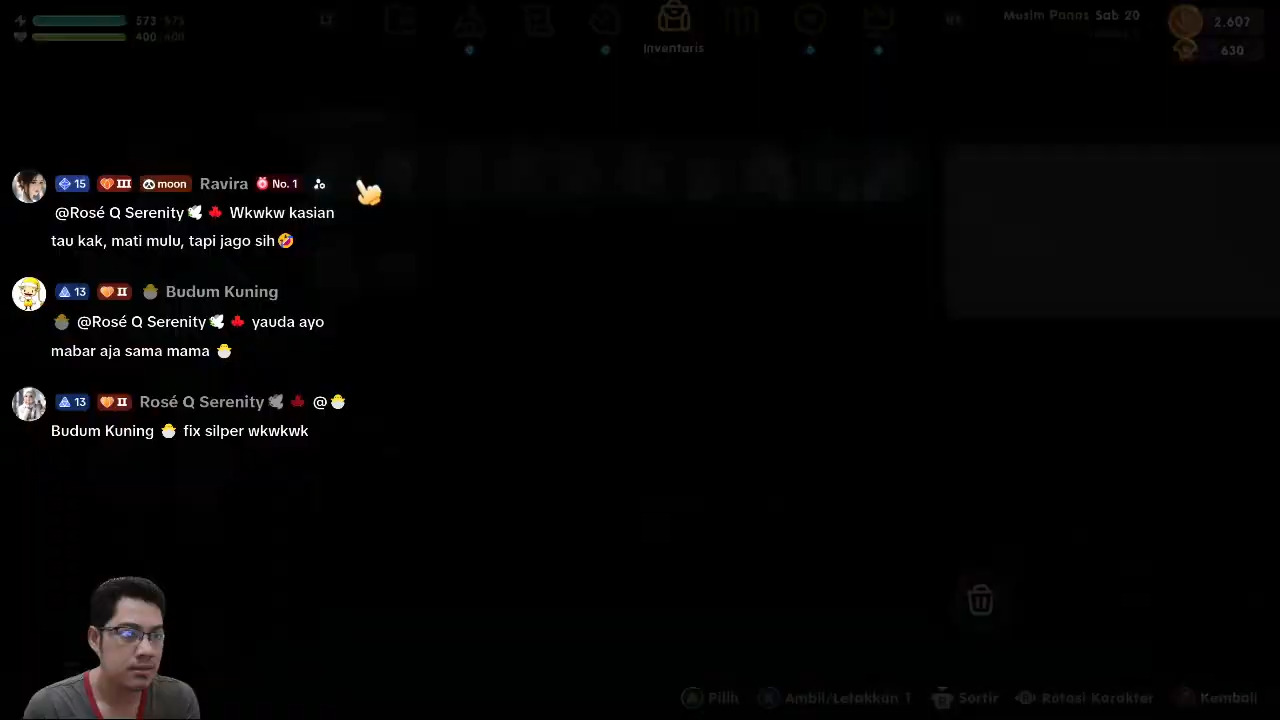 573 573
400 400
L1
Inventaris
Musim Panas Sab 20
2.607
630
15 III moon Ravira No. 1
@Rosé Q Serenity🕊️ ♣️ Wkwkw kasian
tau kak, mati mulu, tapi jago sih🤣
13 II 🐣 Budum Kuning
🐣 @Rosé Q Serenity🕊️ ♣️ yauda ayo
mabar aja sama mama 🐣
13 II Rosé Q Serenity🕊️ ♣️ @🐣
Budum Kuning 🐣 fix silper wkwkwk
Pilih Ambil/Letakkan 1 Sortir Rotasi Karakter Kembali